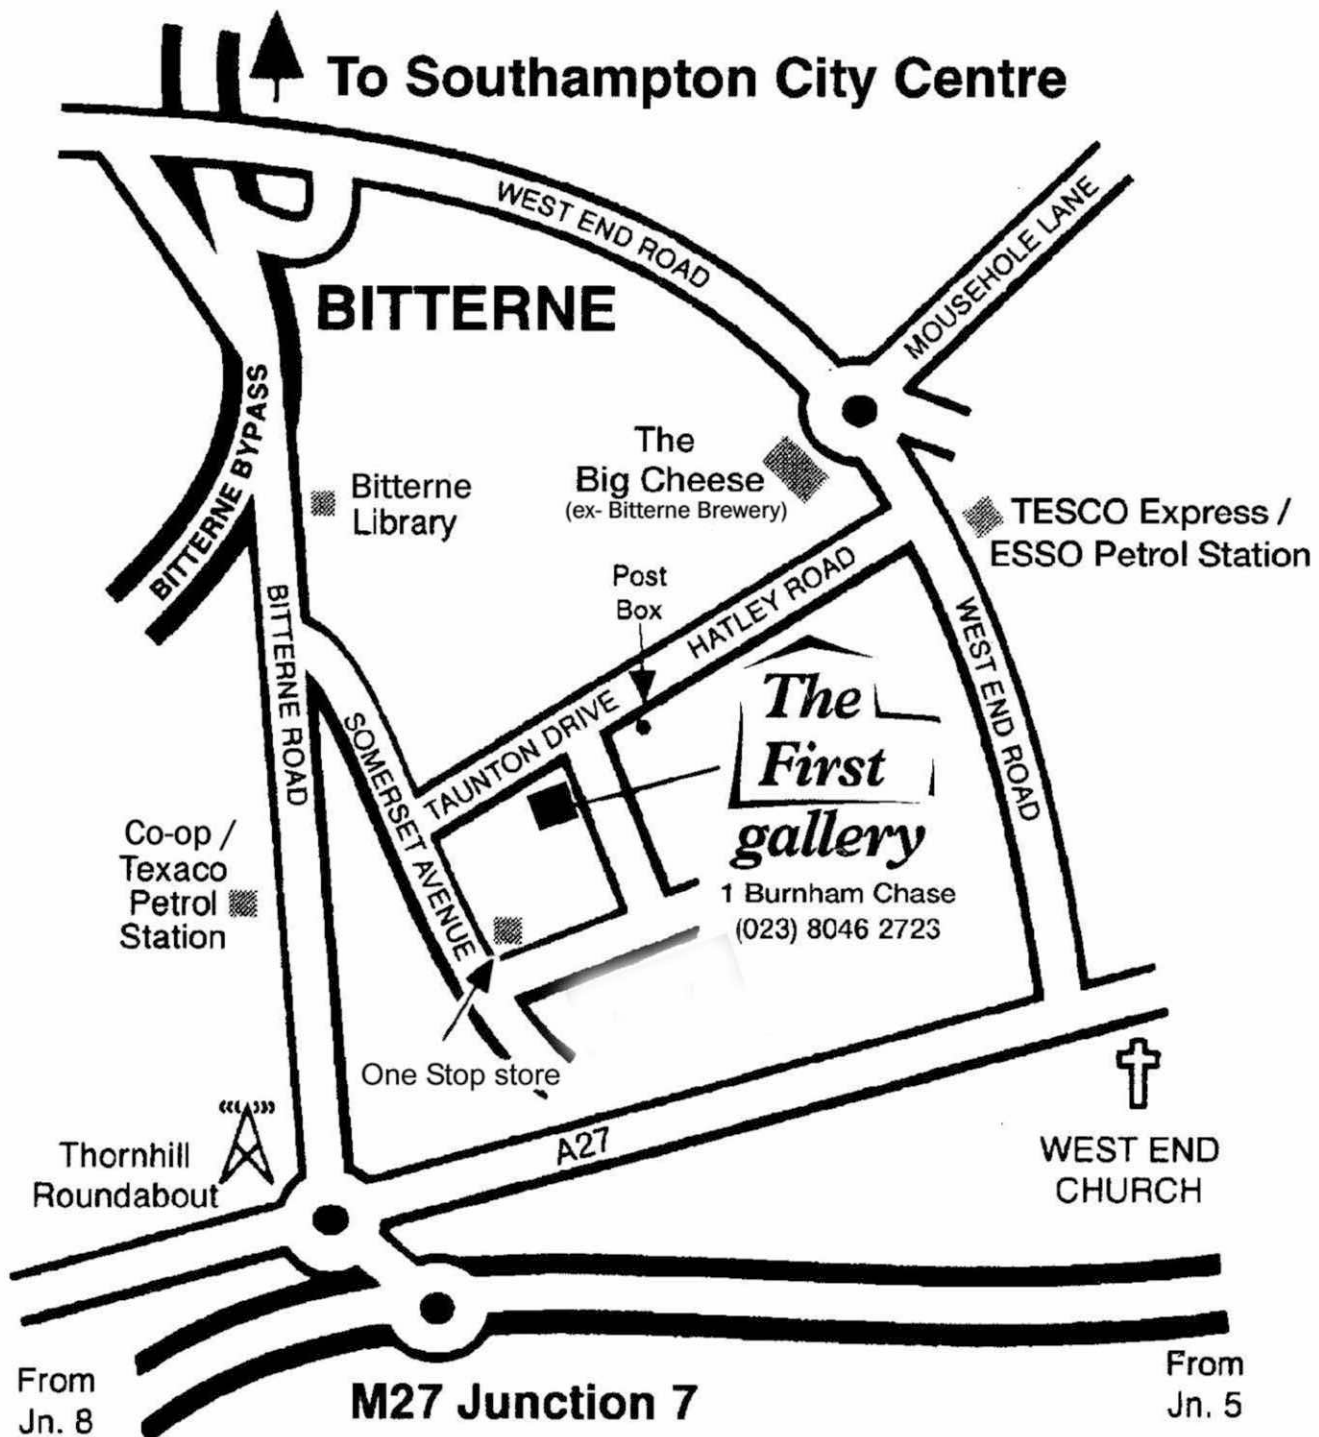 To Southampton City Centre
WEST END ROAD
MOUSEHOLE LANE
BITTERNE
BITTERNE BYPASS
The
Big Cheese
(ex- Bitterne Brewery)
Bitterne
Library
TESCO Express /
ESSO Petrol Station
Post
Box
HATLEY ROAD
BITTERNE ROAD
WEST END ROAD
TAUNTON DRIVE
SOMERSET AVENUE
The
First
gallery
1 Burnham Chase
(023) 8046 2723
Co-op /
Texaco
Petrol
Station
One Stop store
A27
Thornhill
Roundabout
WEST END
CHURCH
From
Jn. 8
M27 Junction 7
From
Jn. 5